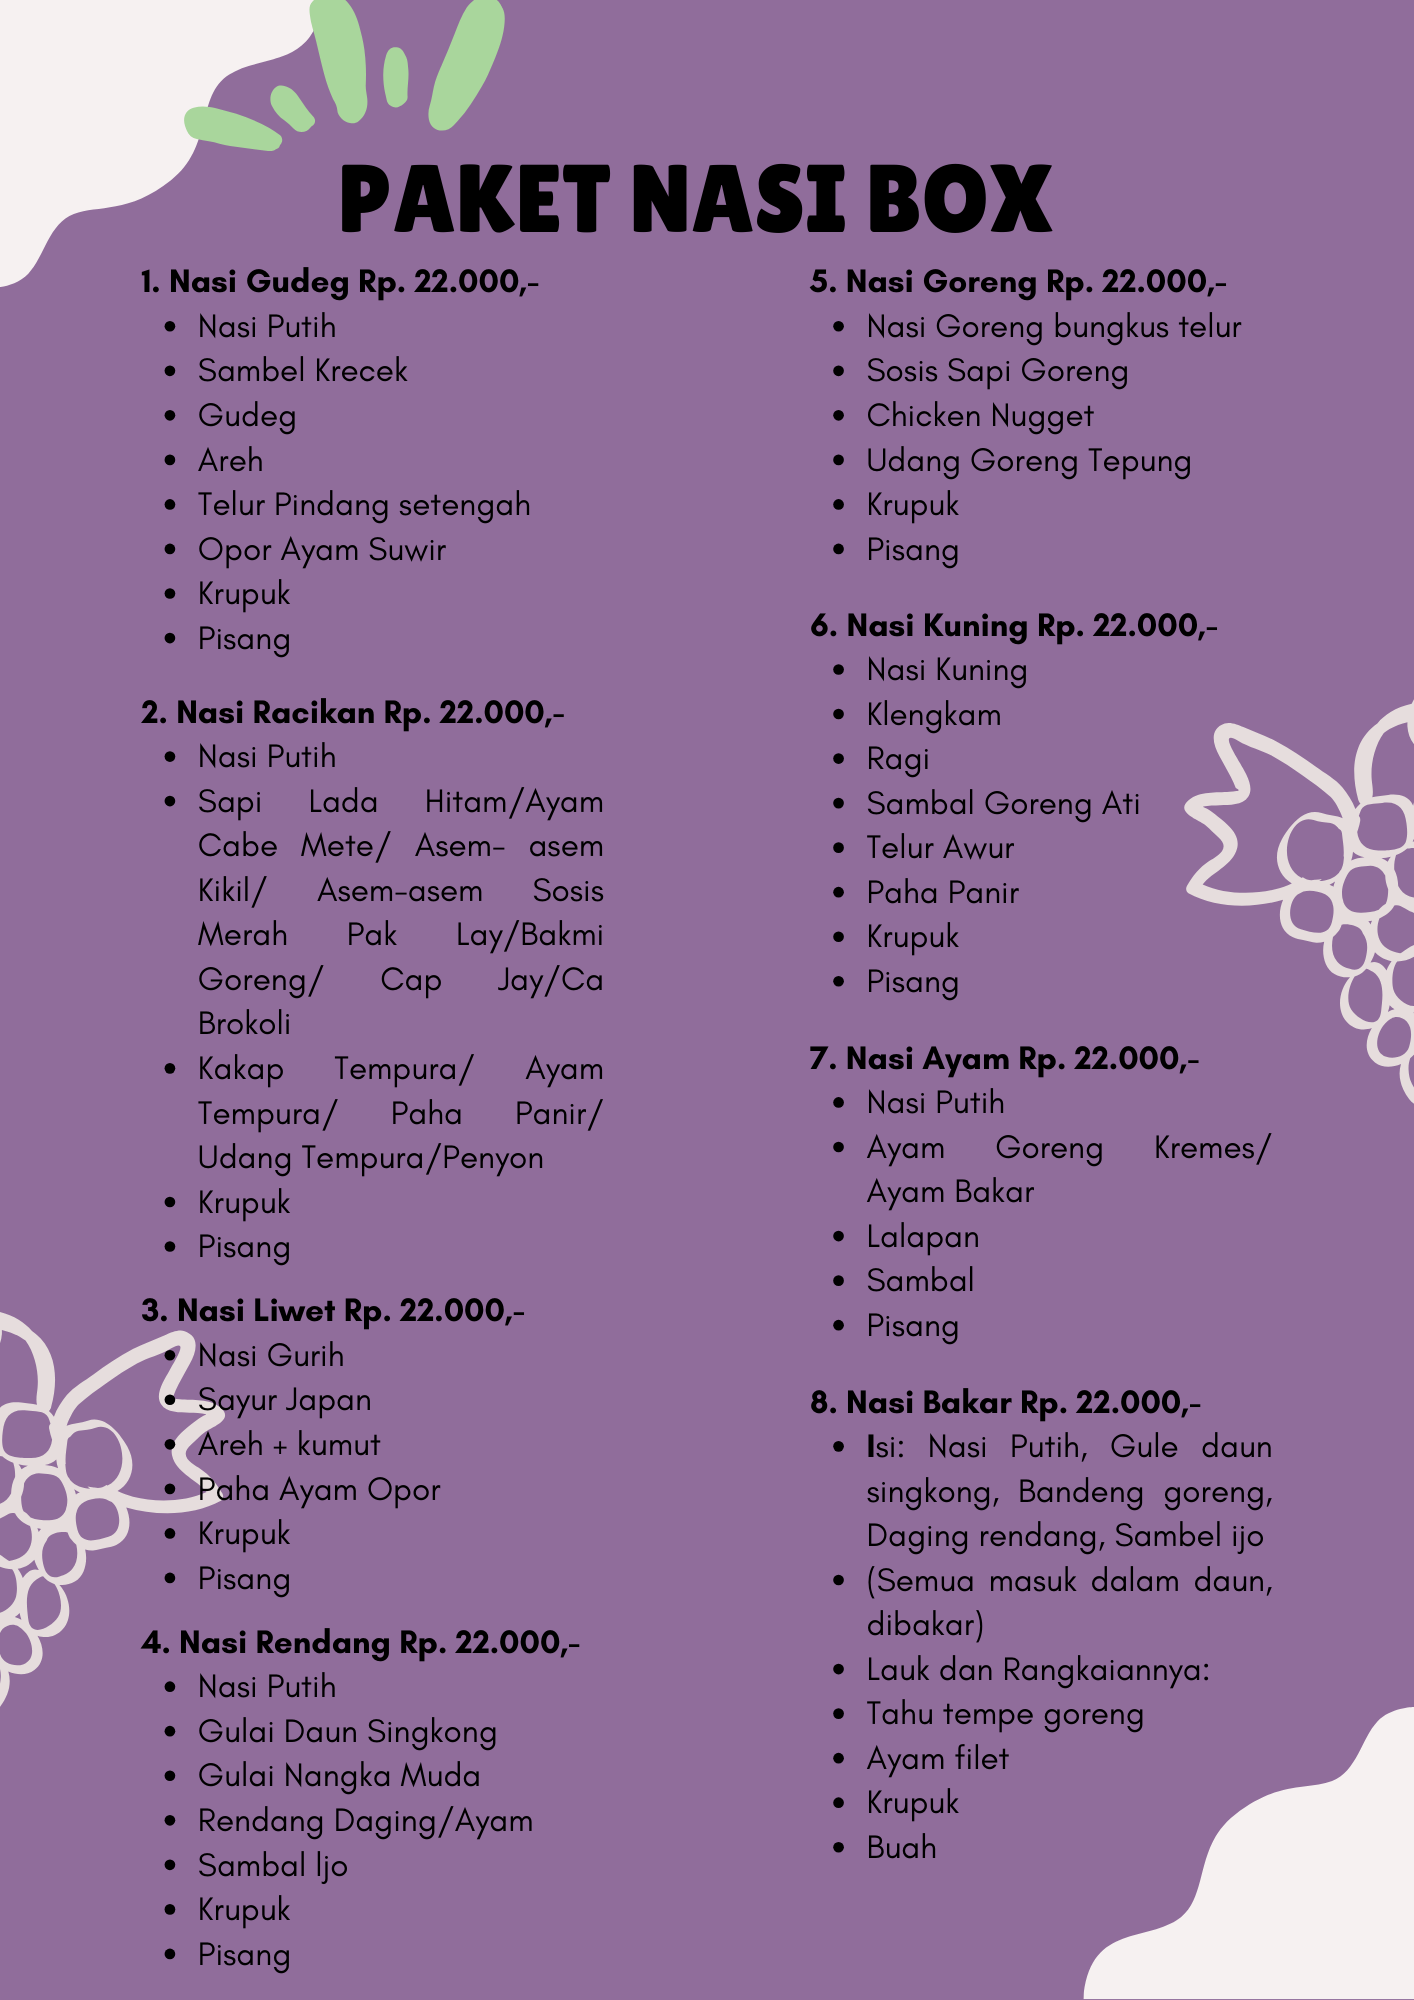 PAKET NASI BOX
1. Nasi Gudeg Rp. 22.000,-
• Nasi Putih
• Sambel Krecek
• Gudeg
• Areh
• Telur Pindang setengah
• Opor Ayam Suwir
• Krupuk
• Pisang
2. Nasi Racikan Rp. 22.000,-
• Nasi Putih
• Sapi Lada Hitam/Ayam
Cabe Mete/ Asem- asem
Kikil/ Asem-asem Sosis
Merah Pak Lay/Bakmi
Goreng/ Cap Jay/Ca
Brokoli
• Kakap Tempura/ Ayam
Tempura/ Paha Panir/
Udang Tempura/Penyon
• Krupuk
• Pisang
3. Nasi Liwet Rp. 22.000,-
• Nasi Gurih
• Sayur Japan
• Areh + kumut
• Paha Ayam Opor
• Krupuk
• Pisang
4. Nasi Rendang Rp. 22.000,-
• Nasi Putih
• Gulai Daun Singkong
• Gulai Nangka Muda
• Rendang Daging/Ayam
• Sambal ljo
• Krupuk
• Pisang
5. Nasi Goreng Rp. 22.000,-
• Nasi Goreng bungkus telur
• Sosis Sapi Goreng
• Chicken Nugget
• Udang Goreng Tepung
• Krupuk
• Pisang
6. Nasi Kuning Rp. 22.000,-
• Nasi Kuning
• Klengkam
• Ragi
• Sambal Goreng Ati
• Telur Awur
• Paha Panir
• Krupuk
• Pisang
7. Nasi Ayam Rp. 22.000,-
• Nasi Putih
• Ayam Goreng Kremes/
Ayam Bakar
• Lalapan
• Sambal
• Pisang
8. Nasi Bakar Rp. 22.000,-
• Isi: Nasi Putih, Gule daun
singkong, Bandeng goreng,
Daging rendang, Sambel ijo
• (Semua masuk dalam daun,
dibakar)
• Lauk dan Rangkaiannya:
• Tahu tempe goreng
• Ayam filet
• Krupuk
• Buah